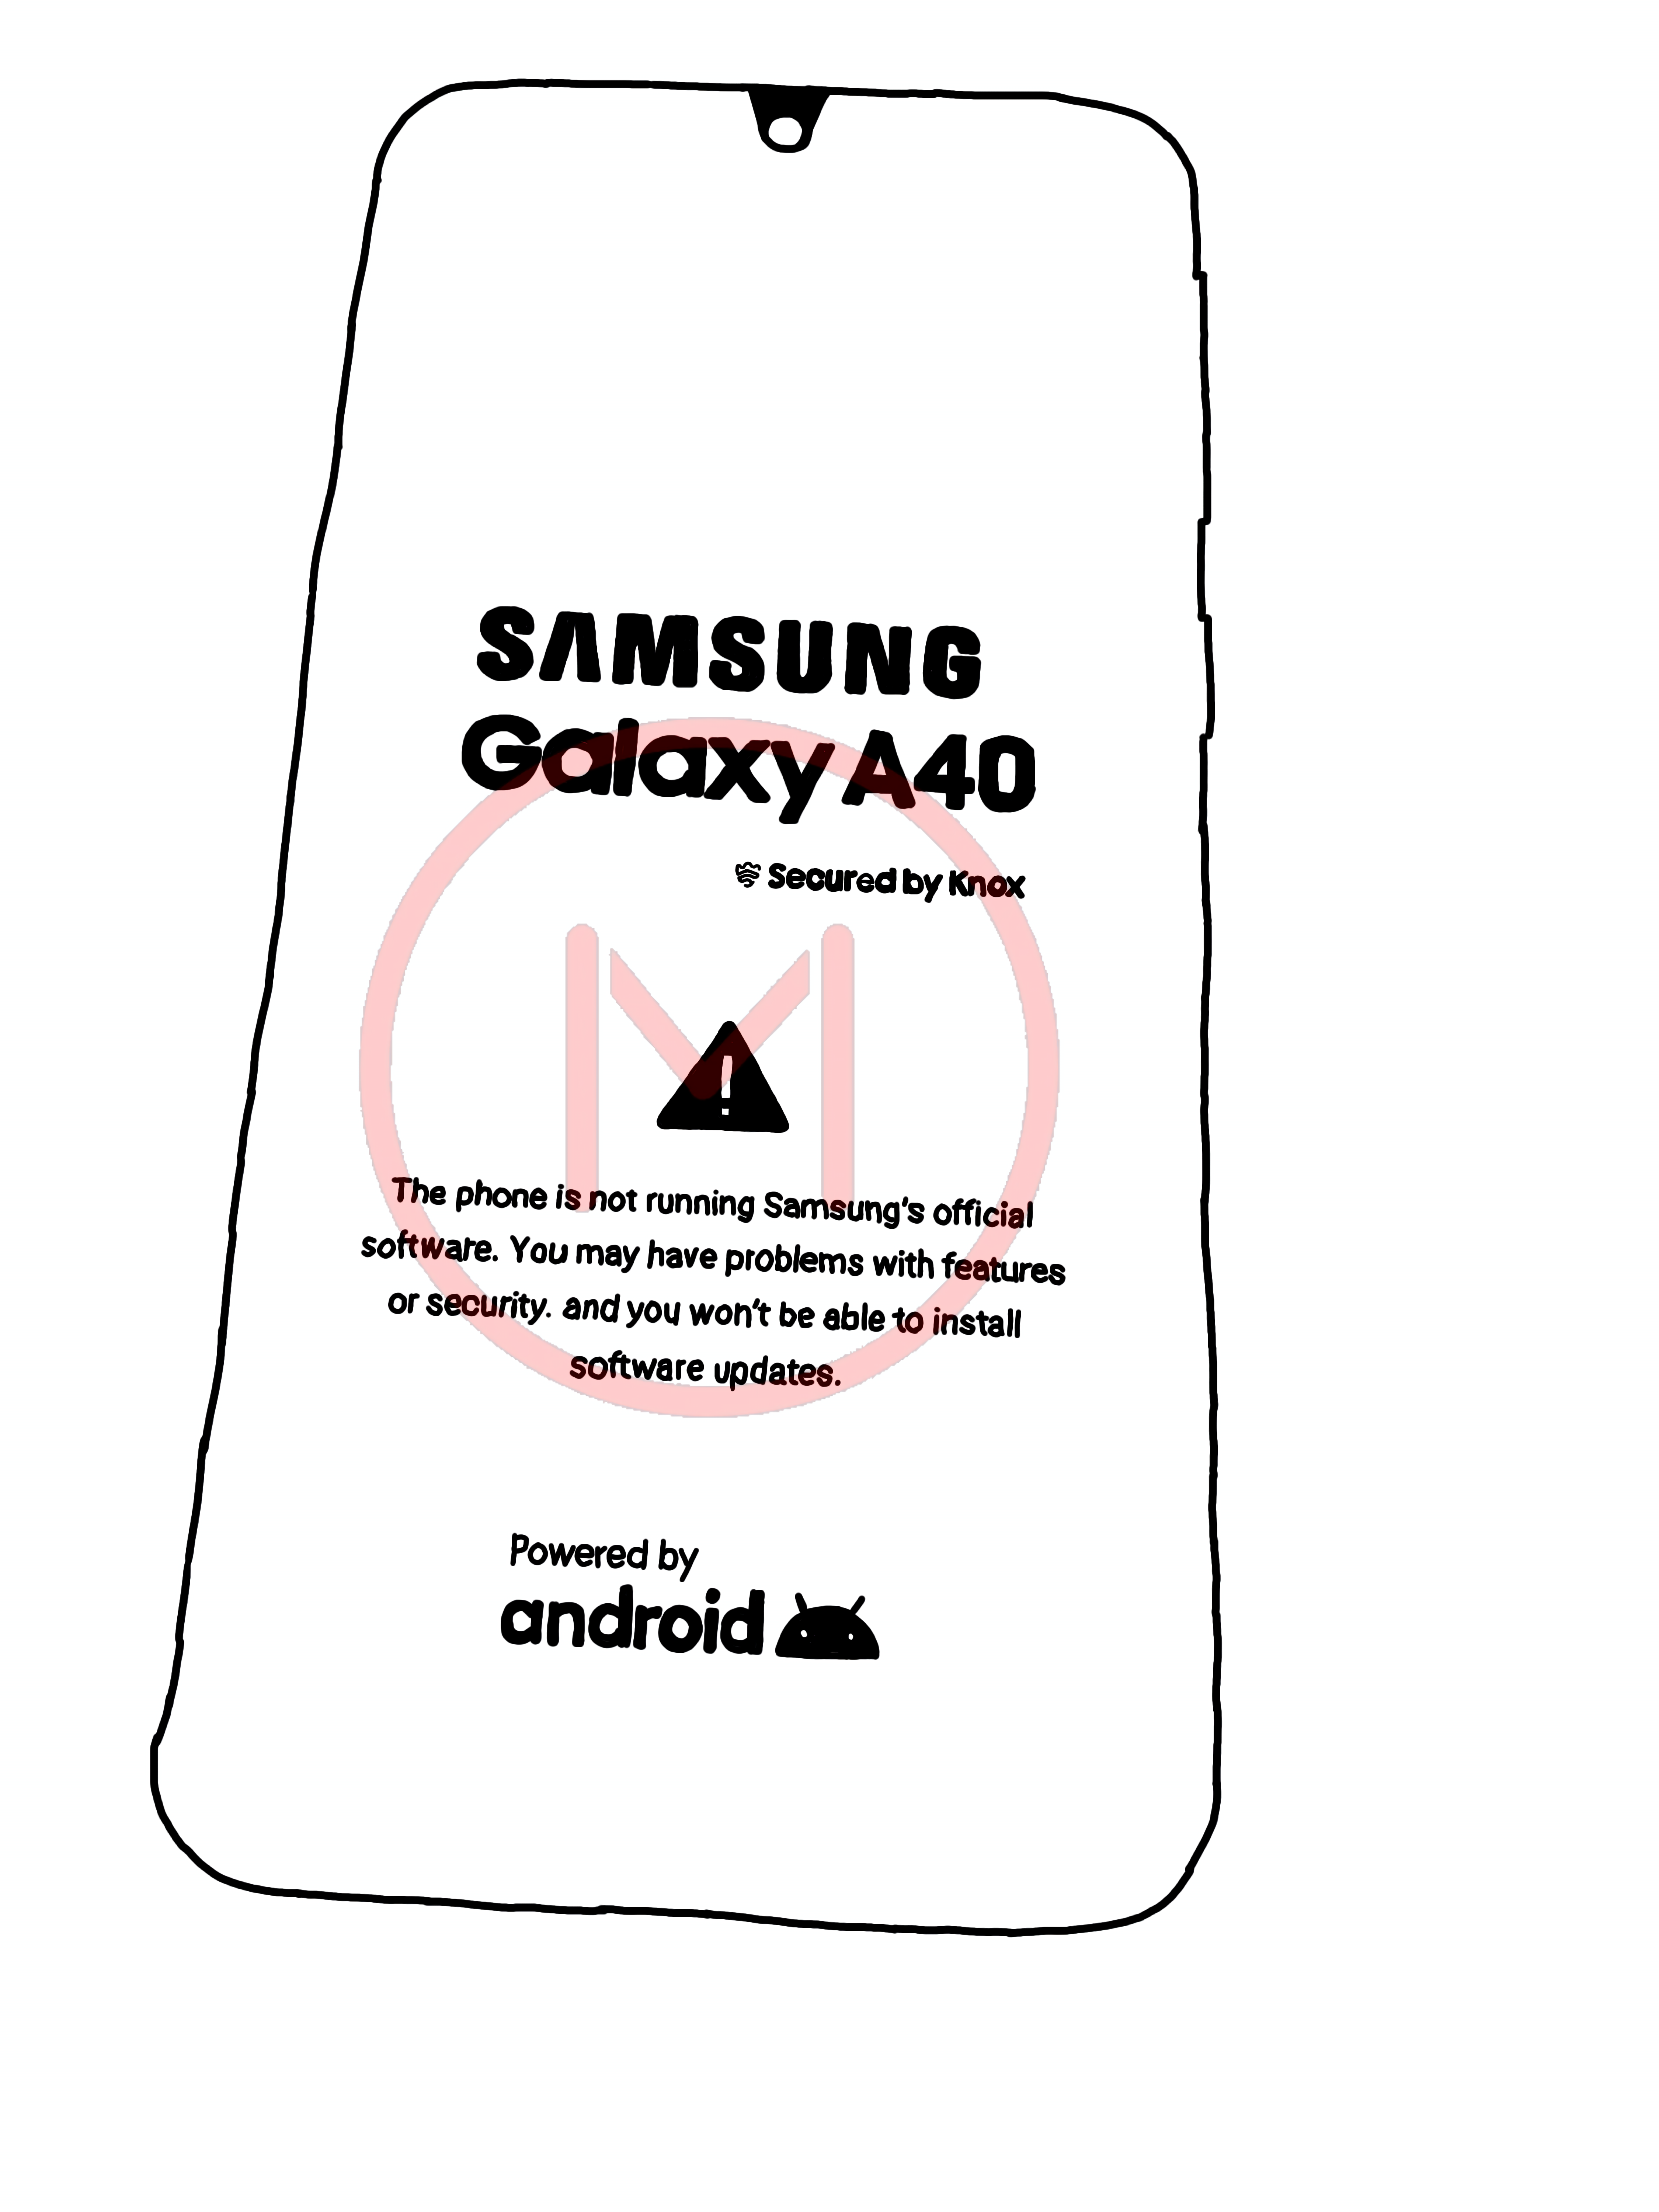 SAMSUNG
Galaxy A40
Secured by Knox
M
The phone is not running Samsung's official
software. You may have problems with features
or security. and you won't be able to install
software updates.
Powered by
android